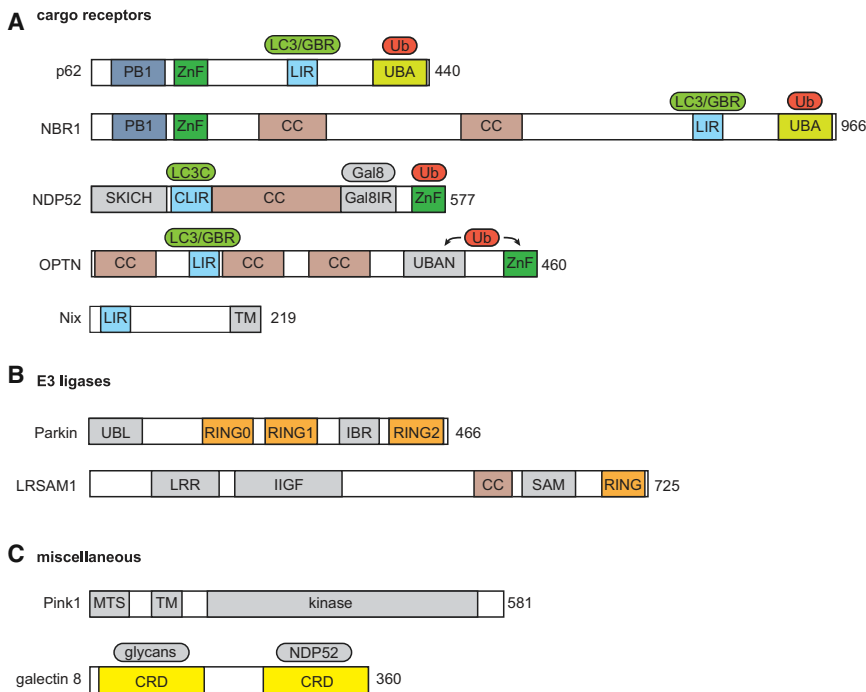 A cargo receptors
LC3/GBR Ub
p62 PB1 ZnF LIR UBA 440
LC3/GBR Ub
NBR1 PB1 ZnF CC CC LIR UBA 966
LC3C Gal8 Ub
NDP52 SKICH CLIR CC Gal8IR ZnF 577
LC3/GBR Ub
OPTN CC LIR CC CC UBAN ZnF 460
Nix LIR TM 219
B E3 ligases
Parkin UBL RING0 RING1 IBR RING2 466
LRSAM1 LRR IIGF CC SAM RING 725
C miscellaneous
Pink1 MTS TM kinase 581
glycans NDP52
galectin 8 CRD CRD 360